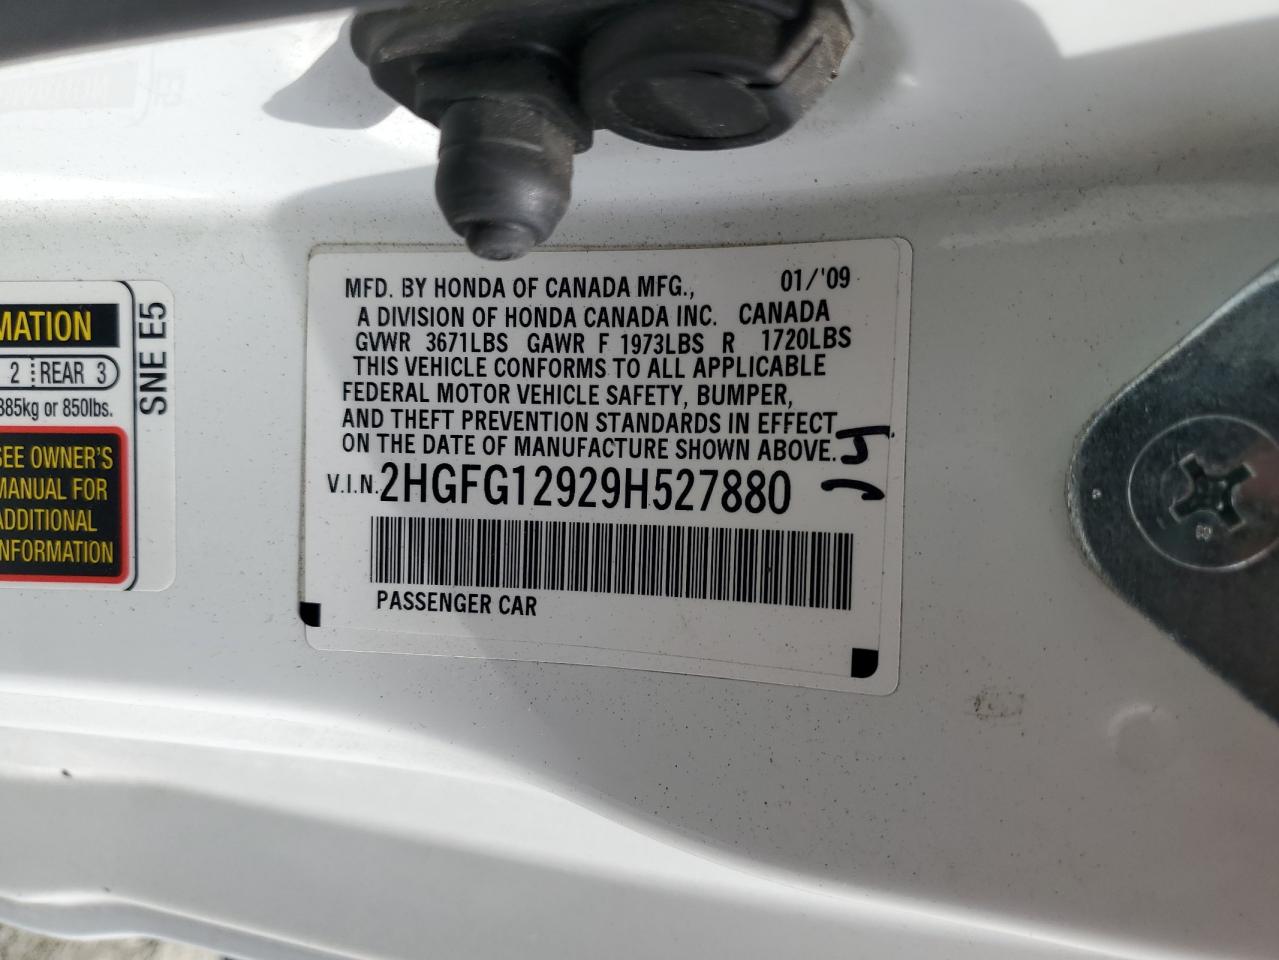 MFD. BY HONDA OF CANADA MFG., 01/'09
A DIVISION OF HONDA CANADA INC. CANADA
GVWR 3671LBS GAWR F 1973LBS R 1720LBS
THIS VEHICLE CONFORMS TO ALL APPLICABLE
FEDERAL MOTOR VEHICLE SAFETY, BUMPER,
AND THEFT PREVENTION STANDARDS IN EFFECT
ON THE DATE OF MANUFACTURE SHOWN ABOVE.
V.I.N. 2HGFG12929H527880
PASSENGER CAR
MATION
2 REAR 3
385kg or 850lbs.
SEE OWNER'S
MANUAL FOR
ADDITIONAL
INFORMATION
SNE E5